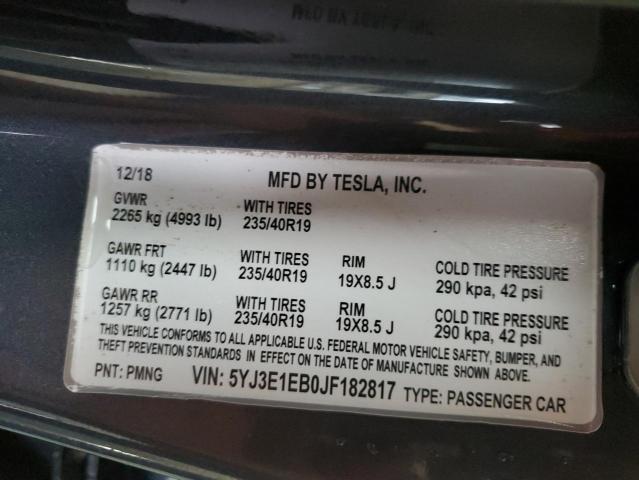 12/18 MFD BY TESLA, INC.
GVWR WITH TIRES
2265 kg (4993 lb) 235/40R19
GAWR FRT WITH TIRES RIM COLD TIRE PRESSURE
1110 kg (2447 lb) 235/40R19 19X8.5 J 290 kpa, 42 psi
GAWR RR WITH TIRES RIM COLD TIRE PRESSURE
1257 kg (2771 lb) 235/40R19 19X8.5 J 290 kpa, 42 psi
THIS VEHICLE CONFORMS TO ALL APPLICABLE U.S. FEDERAL MOTOR VEHICLE SAFETY, BUMPER, AND
THEFT PREVENTION STANDARDS IN EFFECT ON THE DATE OF MANUFACTURE SHOWN ABOVE.
PNT: PMNG VIN: 5YJ3E1EB0JF182817 TYPE: PASSENGER CAR